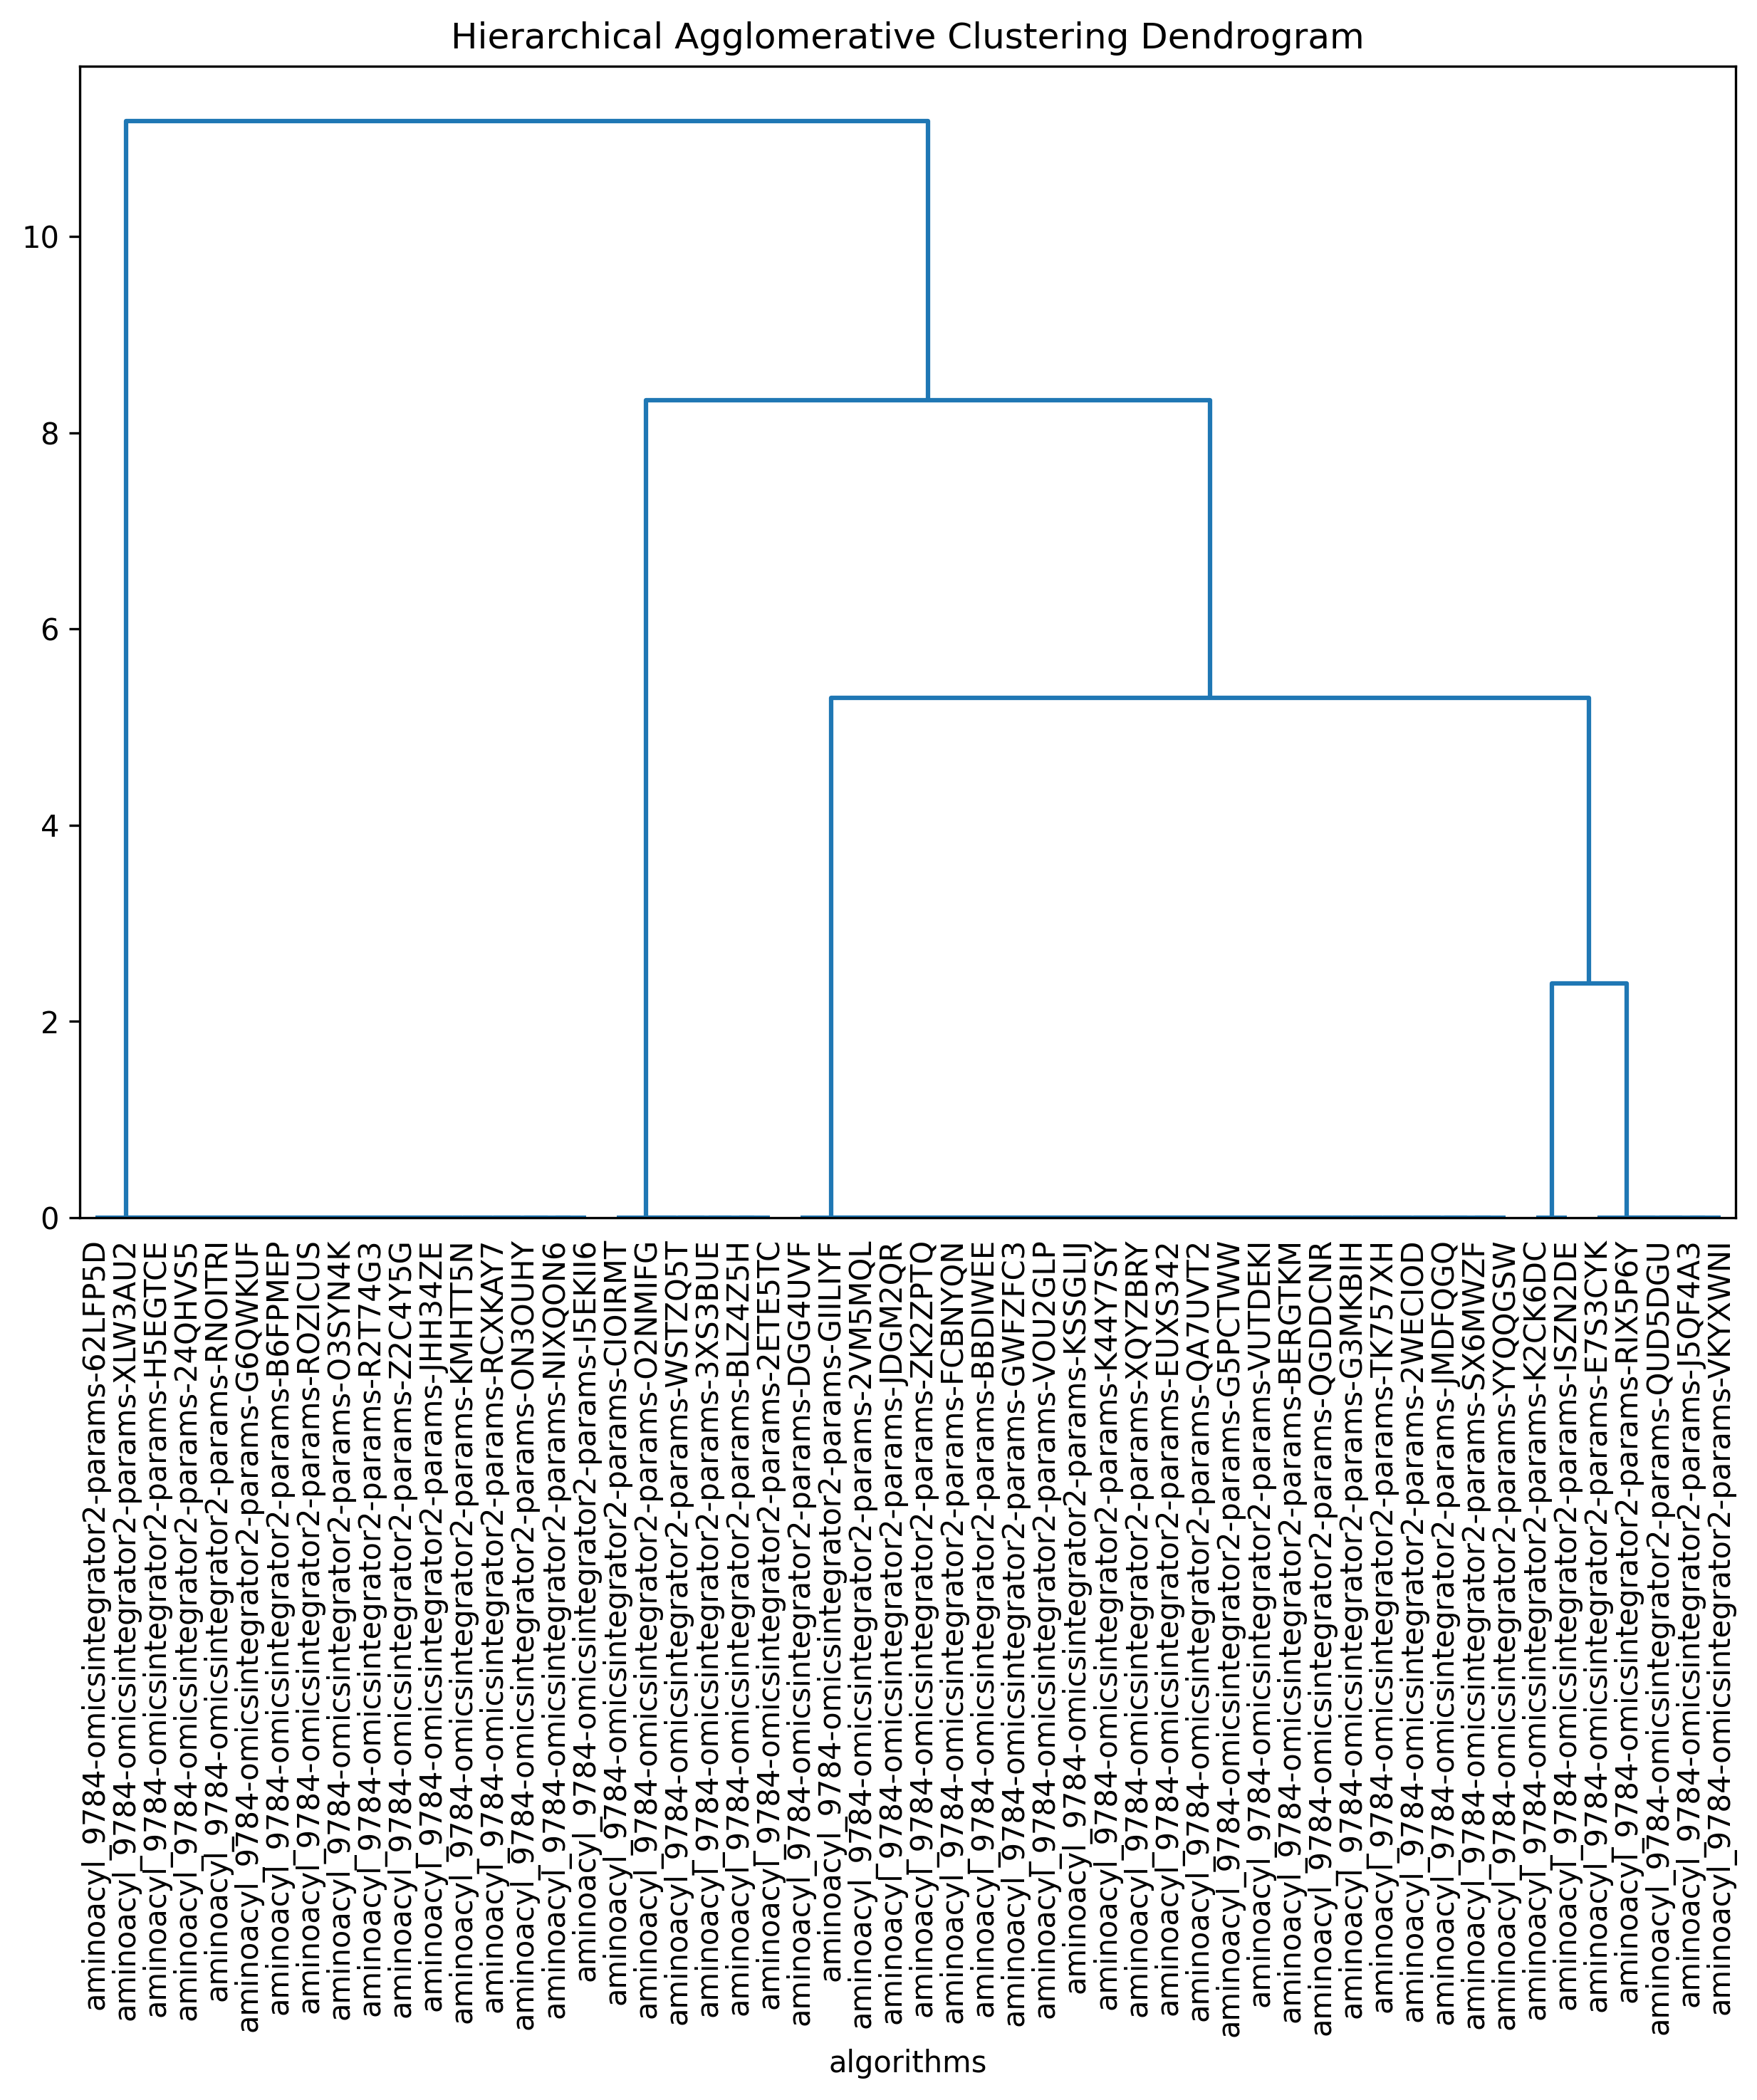 Hierarchical Agglomerative Clustering Dendrogram
10
8
6
4
2
0
aminoacyl_9784-omicsintegrator2-params-62LFP5D
aminoacyl_9784-omicsintegrator2-params-XLW3AU2
aminoacyl_9784-omicsintegrator2-params-H5EGTCE
aminoacyl_9784-omicsintegrator2-params-24QHVS5
aminoacyl_9784-omicsintegrator2-params-RNOITRI
aminoacyl_9784-omicsintegrator2-params-G6QWKUF
aminoacyl_9784-omicsintegrator2-params-B6FPMEP
aminoacyl_9784-omicsintegrator2-params-ROZICUS
aminoacyl_9784-omicsintegrator2-params-O3SYN4K
aminoacyl_9784-omicsintegrator2-params-R2T74G3
aminoacyl_9784-omicsintegrator2-params-Z2C4Y5G
aminoacyl_9784-omicsintegrator2-params-JHH34ZE
aminoacyl_9784-omicsintegrator2-params-KMHTT5N
aminoacyl_9784-omicsintegrator2-params-RCXKAY7
aminoacyl_9784-omicsintegrator2-params-ON3OUHY
aminoacyl_9784-omicsintegrator2-params-NIXQON6
aminoacyl_9784-omicsintegrator2-params-I5EKII6
aminoacyl_9784-omicsintegrator2-params-CIOIRMT
aminoacyl_9784-omicsintegrator2-params-O2NMIFG
aminoacyl_9784-omicsintegrator2-params-WSTZQ5T
aminoacyl_9784-omicsintegrator2-params-3XS3BUE
aminoacyl_9784-omicsintegrator2-params-BLZ4Z5H
aminoacyl_9784-omicsintegrator2-params-2ETE5TC
aminoacyl_9784-omicsintegrator2-params-DGG4UVF
aminoacyl_9784-omicsintegrator2-params-GIILIYF
aminoacyl_9784-omicsintegrator2-params-2VM5MQL
aminoacyl_9784-omicsintegrator2-params-JDGM2QR
aminoacyl_9784-omicsintegrator2-params-ZK2ZPTQ
aminoacyl_9784-omicsintegrator2-params-FCBNYQN
aminoacyl_9784-omicsintegrator2-params-BBDIWEE
aminoacyl_9784-omicsintegrator2-params-GWFZFC3
aminoacyl_9784-omicsintegrator2-params-VOU2GLP
aminoacyl_9784-omicsintegrator2-params-KSSGLIJ
aminoacyl_9784-omicsintegrator2-params-K44Y7SY
aminoacyl_9784-omicsintegrator2-params-XQYZBRY
aminoacyl_9784-omicsintegrator2-params-EUXS342
aminoacyl_9784-omicsintegrator2-params-QA7UVT2
aminoacyl_9784-omicsintegrator2-params-G5PCTWW
aminoacyl_9784-omicsintegrator2-params-VUTDEKI
aminoacyl_9784-omicsintegrator2-params-BERGTKM
aminoacyl_9784-omicsintegrator2-params-QGDDCNR
aminoacyl_9784-omicsintegrator2-params-G3MKBIH
aminoacyl_9784-omicsintegrator2-params-TK757XH
aminoacyl_9784-omicsintegrator2-params-2WECIOD
aminoacyl_9784-omicsintegrator2-params-JMDFQGQ
aminoacyl_9784-omicsintegrator2-params-SX6MWZF
aminoacyl_9784-omicsintegrator2-params-YYQQGSW
aminoacyl_9784-omicsintegrator2-params-K2CK6DC
aminoacyl_9784-omicsintegrator2-params-ISZN2DE
aminoacyl_9784-omicsintegrator2-params-E7S3CYK
aminoacyl_9784-omicsintegrator2-params-RIX5P6Y
aminoacyl_9784-omicsintegrator2-params-QUD5DGU
aminoacyl_9784-omicsintegrator2-params-J5QF4A3
aminoacyl_9784-omicsintegrator2-params-VKYXWNI
algorithms